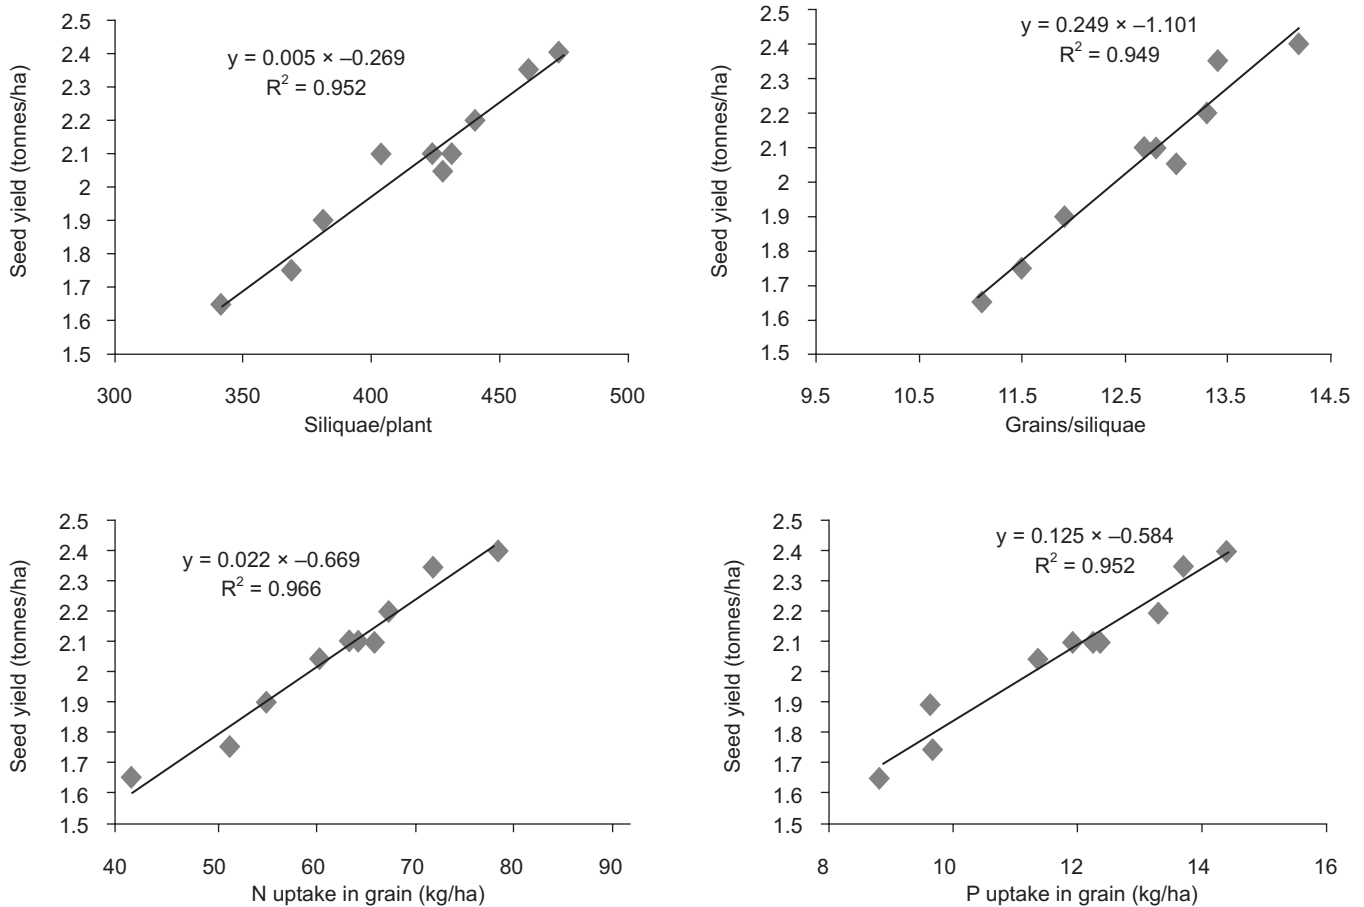 y = 0.005 × –0.269
R² = 0.952
Seed yield (tonnes/ha)
2.5
2.4
2.3
2.2
2.1
2
1.9
1.8
1.7
1.6
1.5
300 350 400 450 500
Siliquae/plant
y = 0.249 × –1.101
R² = 0.949
Seed yield (tonnes/ha)
2.5
2.4
2.3
2.2
2.1
2
1.9
1.8
1.7
1.6
1.5
9.5 10.5 11.5 12.5 13.5 14.5
Grains/siliquae
y = 0.022 × –0.669
R² = 0.966
Seed yield (tonnes/ha)
2.5
2.4
2.3
2.2
2.1
2
1.9
1.8
1.7
1.6
1.5
40 50 60 70 80 90
N uptake in grain (kg/ha)
y = 0.125 × –0.584
R² = 0.952
Seed yield (tonnes/ha)
2.5
2.4
2.3
2.2
2.1
2
1.9
1.8
1.7
1.6
1.5
8 10 12 14 16
P uptake in grain (kg/ha)